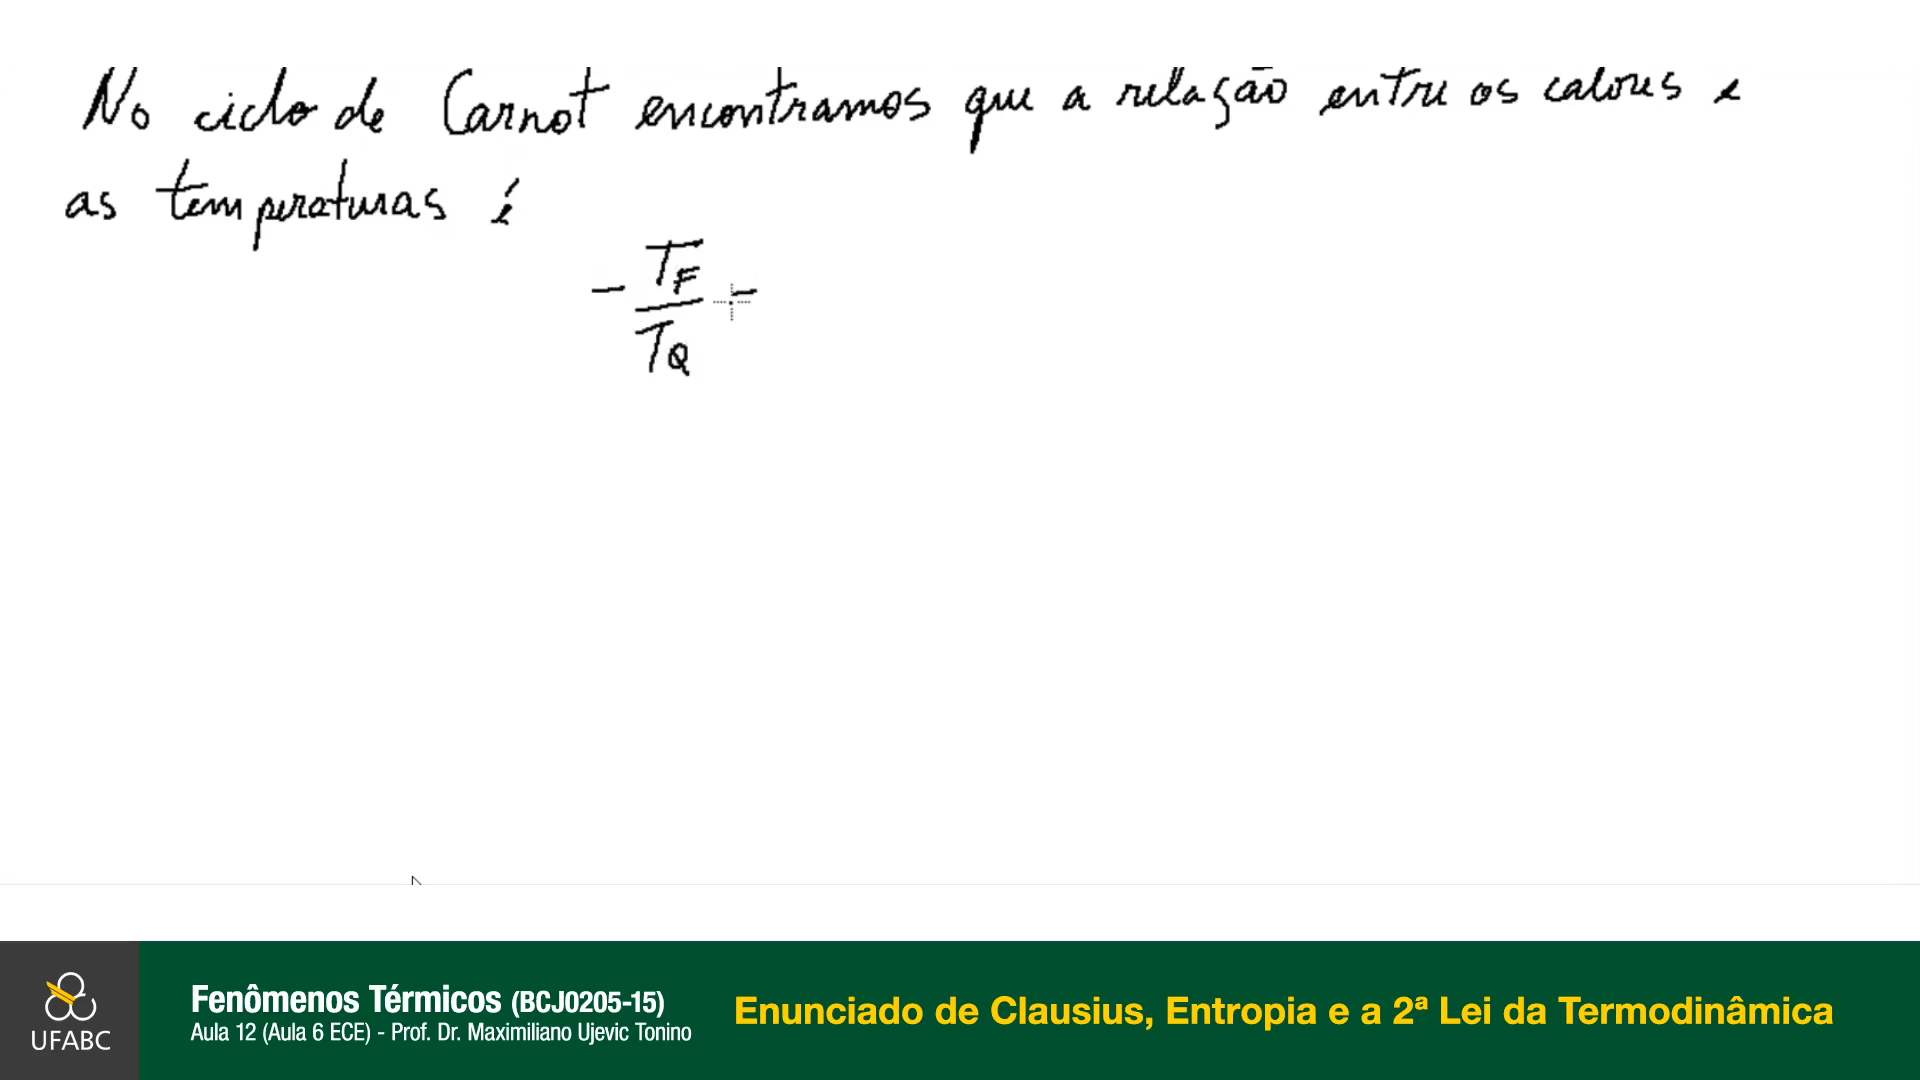 No ciclo de Carnot encontramos que a relação entre os calores e
as temperaturas é
- T_F / T_Q -
UFABC
Fenômenos Térmicos (BCJ0205-15)
Aula 12 (Aula 6 ECE) - Prof. Dr. Maximiliano Ujevic Tonino
Enunciado de Clausius, Entropia e a 2ª Lei da Termodinâmica